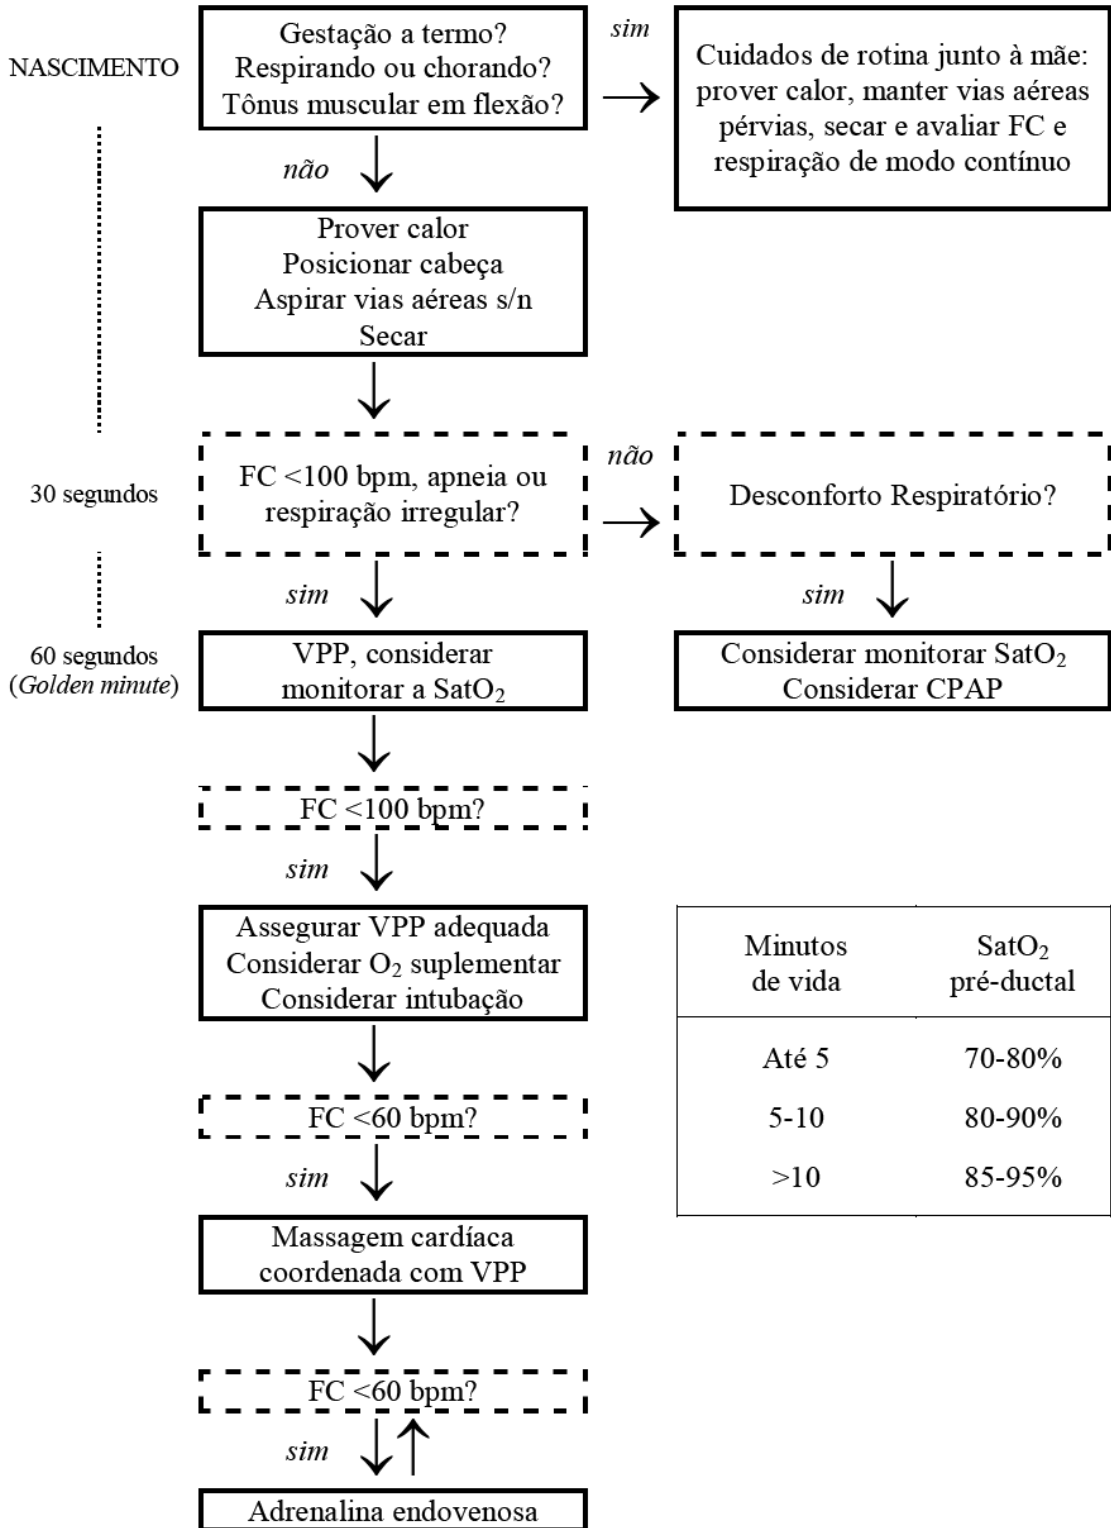 NASCIMENTO
Gestação a termo?
Respirando ou chorando?
Tônus muscular em flexão?
sim
Cuidados de rotina junto à mãe:
prover calor, manter vias aéreas
pérvias, secar e avaliar FC e
respiração de modo contínuo
não
Prover calor
Posicionar cabeça
Aspirar vias aéreas s/n
Secar
30 segundos
FC <100 bpm, apneia ou
respiração irregular?
não
Desconforto Respiratório?
sim
sim
60 segundos
(Golden minute)
VPP, considerar
monitorar a SatO₂
Considerar monitorar SatO₂
Considerar CPAP
FC <100 bpm?
sim
Assegurar VPP adequada
Considerar O₂ suplementar
Considerar intubação
FC <60 bpm?
sim
Massagem cardíaca
coordenada com VPP
FC <60 bpm?
sim
Adrenalina endovenosa
Minutos
de vida
SatO₂
pré-ductal
Até 5
70-80%
5-10
80-90%
>10
85-95%